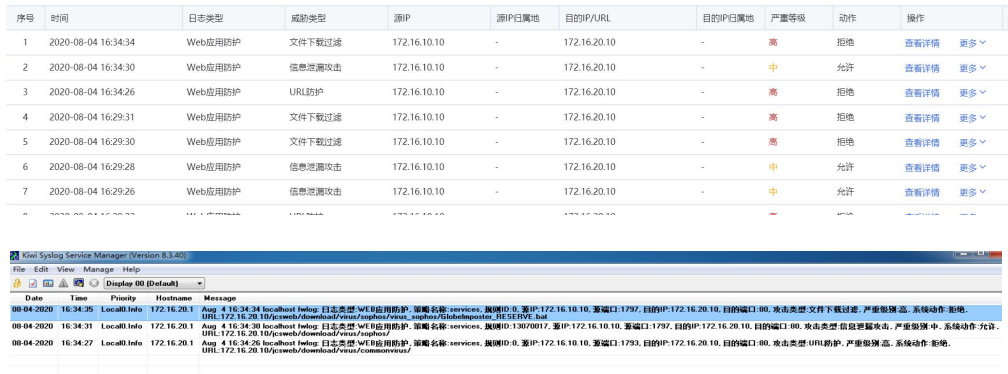 序号 时间 日志类型 威胁类型 源IP 源IP归属地 目的IP/URL 目的IP归属地 严重等级 动作 操作
1 2020-08-04 16:34:34 Web应用防护 文件下载过滤 172.16.10.10 - 172.16.20.10 - 高 拒绝 查看详情 更多
2 2020-08-04 16:34:30 Web应用防护 信息泄漏攻击 172.16.10.10 - 172.16.20.10 - 中 允许 查看详情 更多
3 2020-08-04 16:34:26 Web应用防护 URL防护 172.16.10.10 - 172.16.20.10 - 高 拒绝 查看详情 更多
4 2020-08-04 16:29:31 Web应用防护 文件下载过滤 172.16.10.10 - 172.16.20.10 - 高 拒绝 查看详情 更多
5 2020-08-04 16:29:30 Web应用防护 文件下载过滤 172.16.10.10 - 172.16.20.10 - 高 拒绝 查看详情 更多
6 2020-08-04 16:29:28 Web应用防护 信息泄漏攻击 172.16.10.10 - 172.16.20.10 - 中 允许 查看详情 更多
7 2020-08-04 16:29:26 Web应用防护 信息泄漏攻击 172.16.10.10 - 172.16.20.10 - 中 允许 查看详情 更多
Kiwi Syslog Service Manager (Version 8.3.40)
File Edit View Manage Help
Display 00 (Default)
Date Time Priority Hostname Message
08-04-2020 16:34:35 Local0.Info 172.16.20.1 Aug 4 16:34:34 localhost fwlog: 日志类型:WEB应用防护, 策略名称:services, 规则ID:0, 源IP:172.16.10.10, 源端口:1797, 目的IP:172.16.20.10, 目的端口:80, 攻击类型:文件下载过滤, 严重级别:高, 系统动作:拒绝,
URL:172.16.20.10/jcsweb/download/virus/sophos/virus_sophos/GlobeImposter_RESERVE.bat
08-04-2020 16:34:31 Local0.Info 172.16.20.1 Aug 4 16:34:30 localhost fwlog: 日志类型:WEB应用防护, 策略名称:services, 规则ID:13070017, 源IP:172.16.10.10, 源端口:1797, 目的IP:172.16.20.10, 目的端口:80, 攻击类型:信息泄漏攻击, 严重级别:中, 系统动作:允许,
URL:172.16.20.10/jcsweb/download/virus/sophos/
08-04-2020 16:34:27 Local0.Info 172.16.20.1 Aug 4 16:34:26 localhost fwlog: 日志类型:WEB应用防护, 策略名称:services, 规则ID:0, 源IP:172.16.10.10, 源端口:1793, 目的IP:172.16.20.10, 目的端口:80, 攻击类型:URL防护, 严重级别:高, 系统动作:拒绝,
URL:172.16.20.10/jcsweb/download/virus/commonvirus/